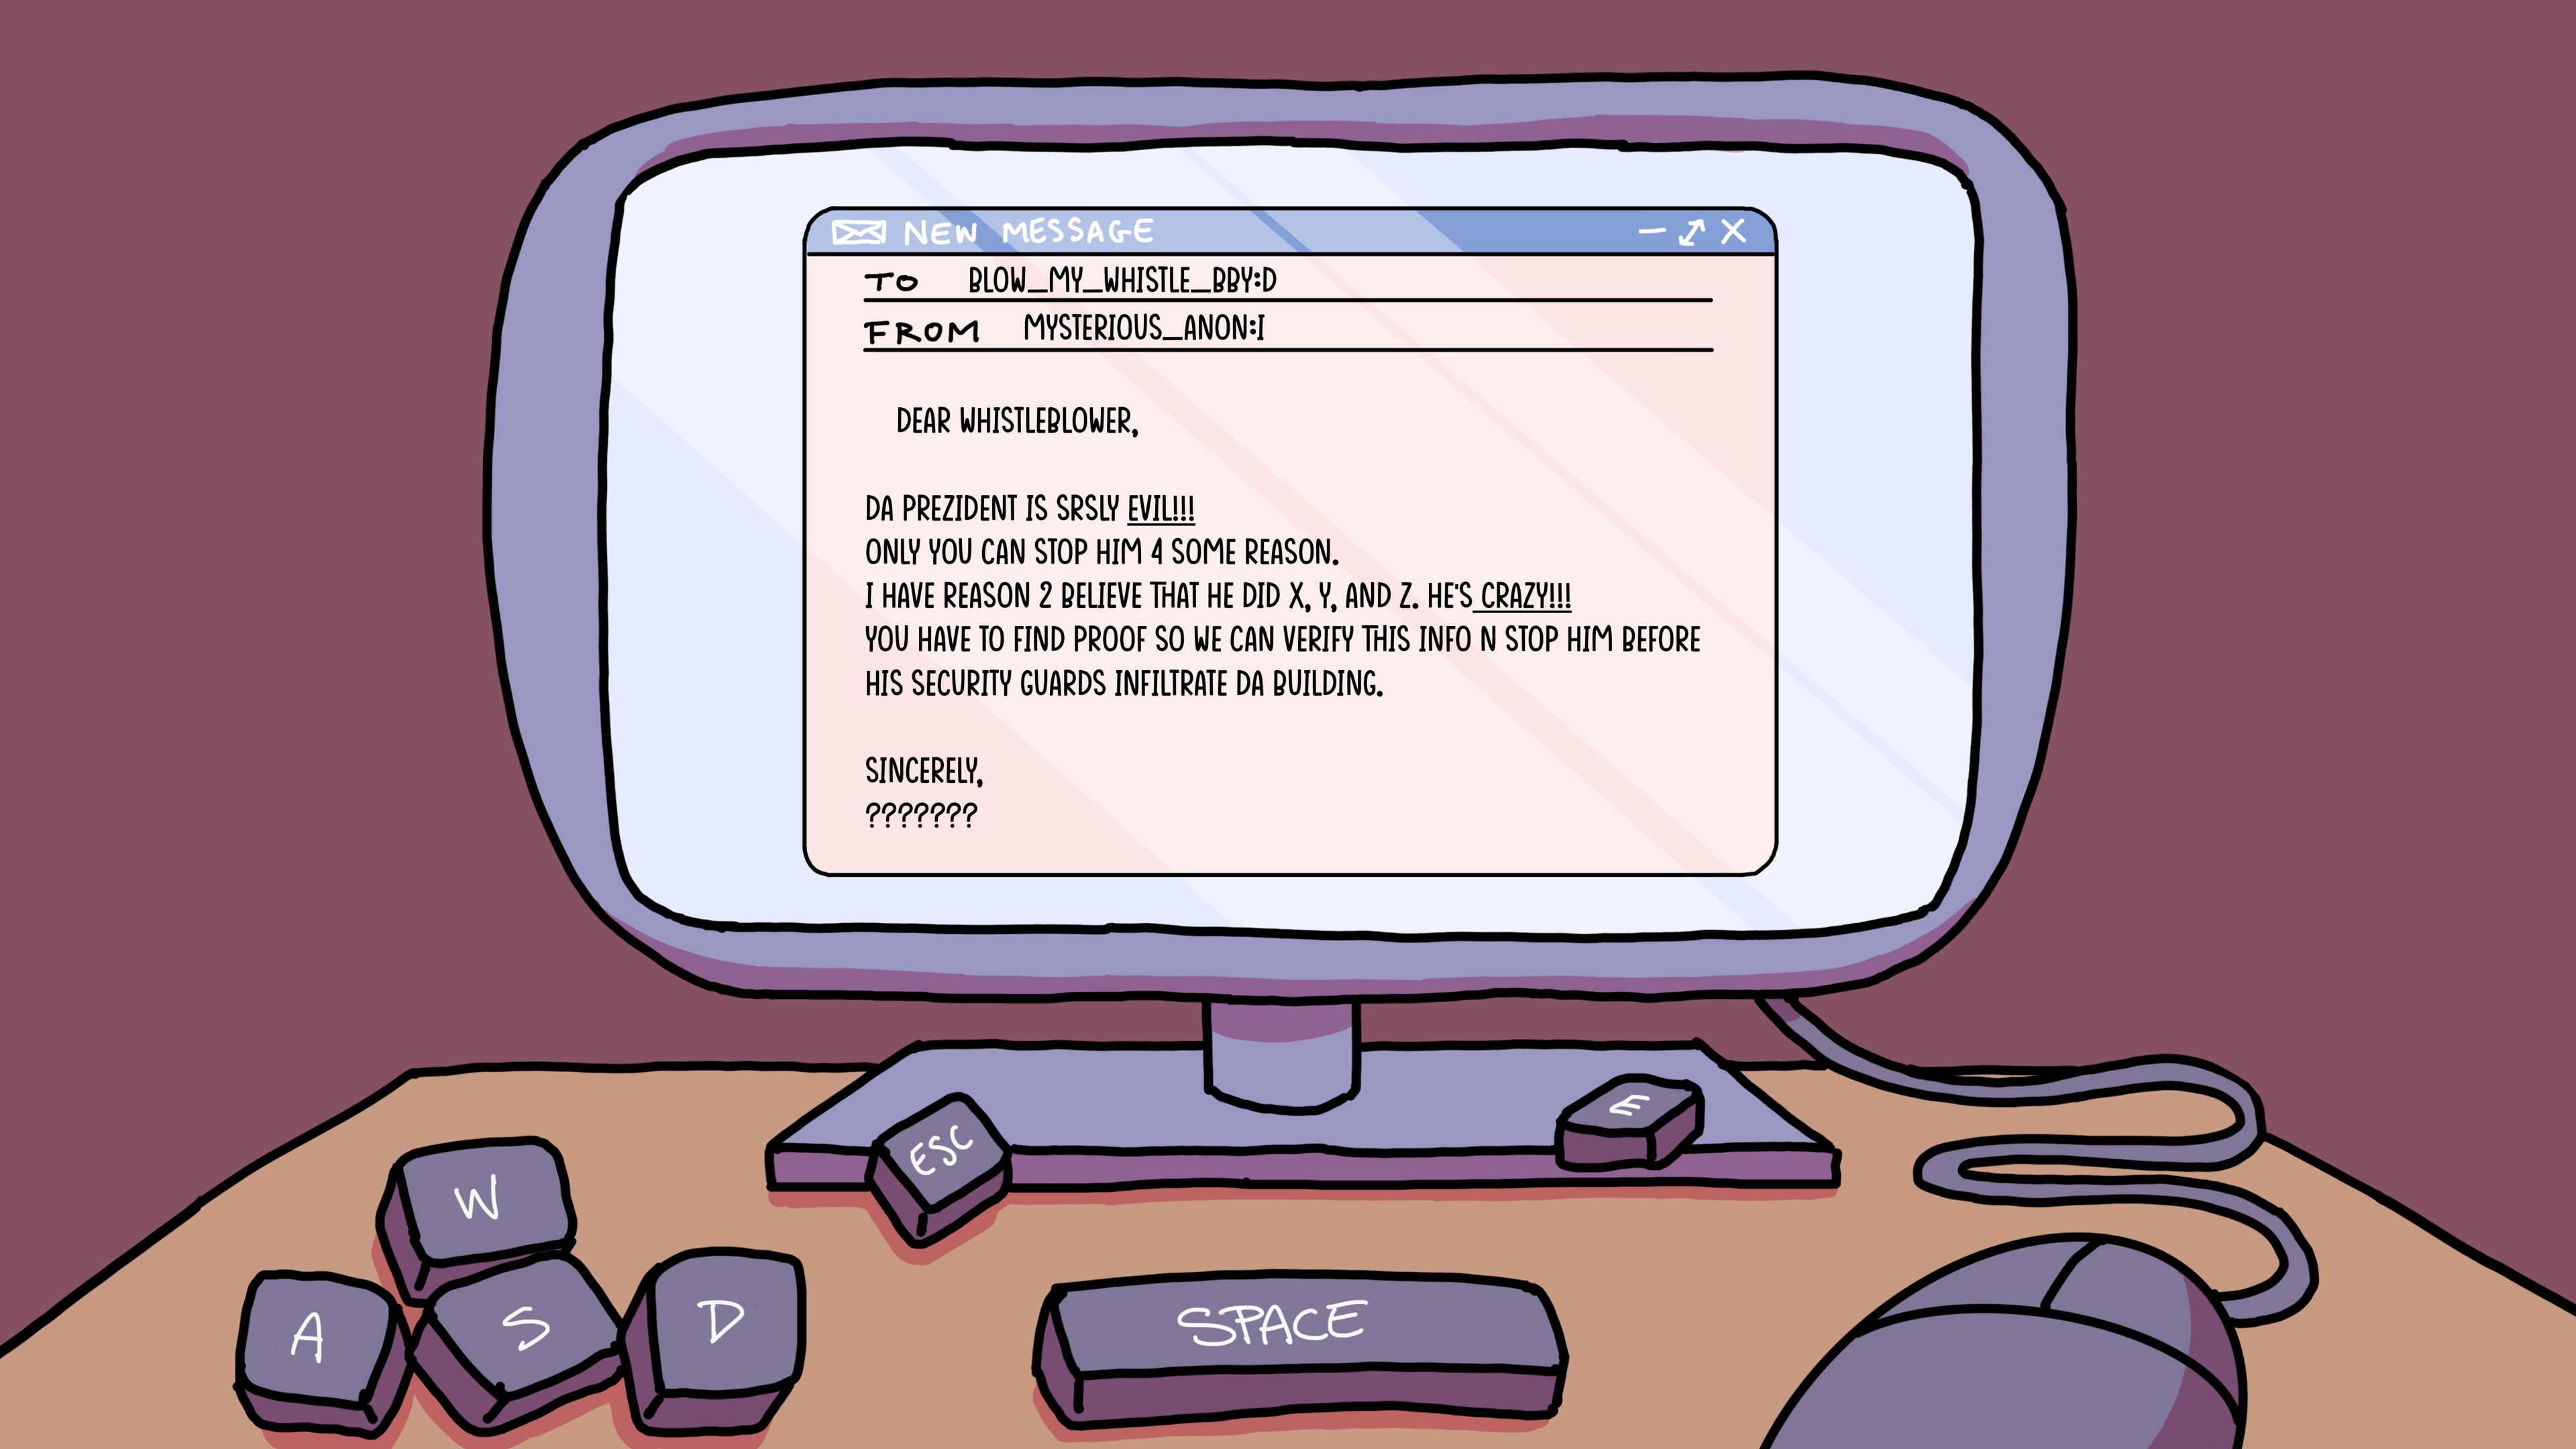 NEW MESSAGE
TO BLOW_MY_WHISTLE_BBY:D
FROM MYSTERIOUS_ANON:I
DEAR WHISTLEBLOWER,
DA PREZIDENT IS SRSLY EVIL!!!
ONLY YOU CAN STOP HIM 4 SOME REASON.
I HAVE REASON 2 BELIEVE THAT HE DID X, Y, AND Z. HE'S CRAZY!!!
YOU HAVE TO FIND PROOF SO WE CAN VERIFY THIS INFO N STOP HIM BEFORE
HIS SECURITY GUARDS INFILTRATE DA BUILDING.
SINCERELY,
???????
ESC
E
W
A
S
D
SPACE